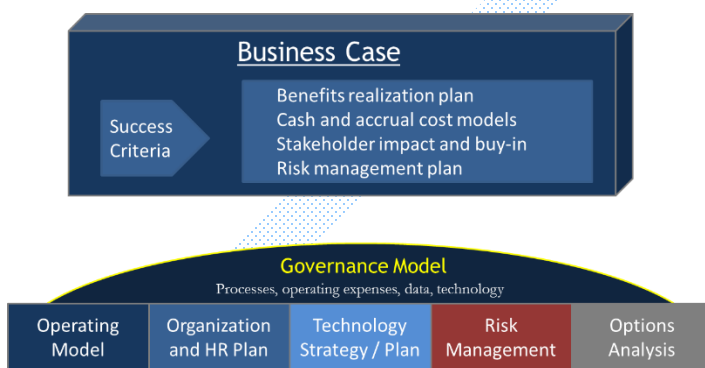 Business Case
Success
Criteria
Benefits realization plan
Cash and accrual cost models
Stakeholder impact and buy-in
Risk management plan
Governance Model
Processes, operating expenses, data, technology
Operating
Model
Organization
and HR Plan
Technology
Strategy / Plan
Risk
Management
Options
Analysis